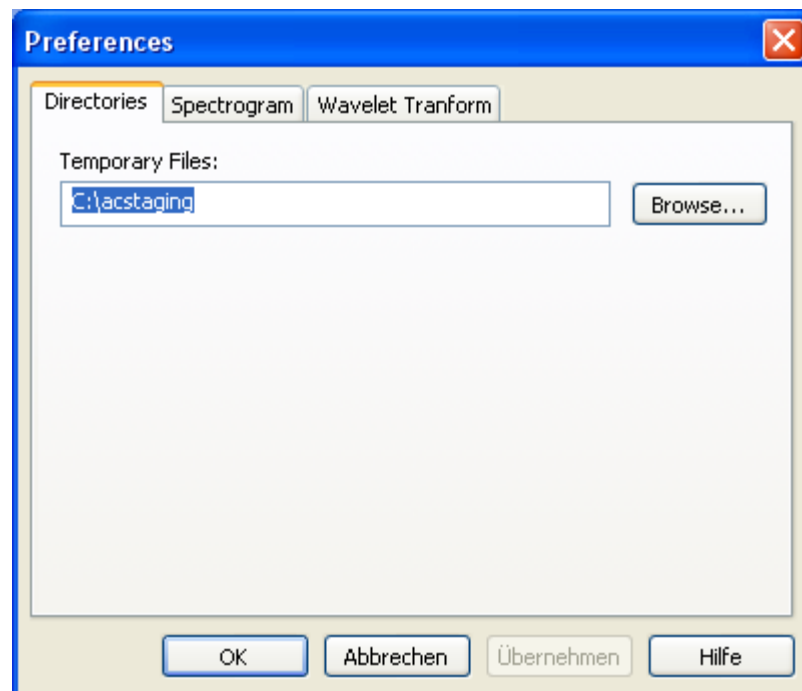 Preferences
Directories Spectrogram Wavelet Tranform
Temporary Files:
C:\acstaging Browse...
OK Abbrechen Übernehmen Hilfe